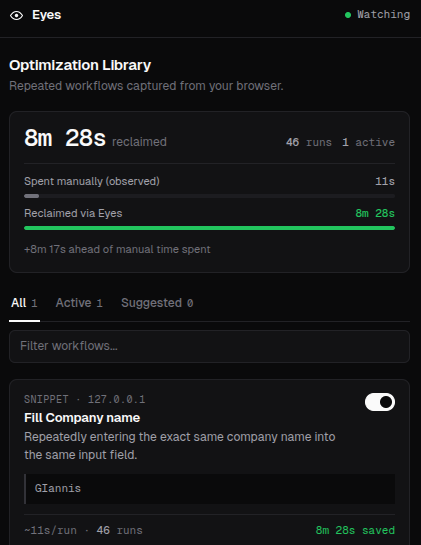 Eyes
Watching
Optimization Library
Repeated workflows captured from your browser.
8m 28s reclaimed
46 runs 1 active
Spent manually (observed) 11s
Reclaimed via Eyes 8m 28s
+8m 17s ahead of manual time spent
All 1 Active 1 Suggested 0
Filter workflows...
SNIPPET · 127.0.0.1
Fill Company name
Repeatedly entering the exact same company name into
the same input field.
GIannis
~11s/run · 46 runs 8m 28s saved